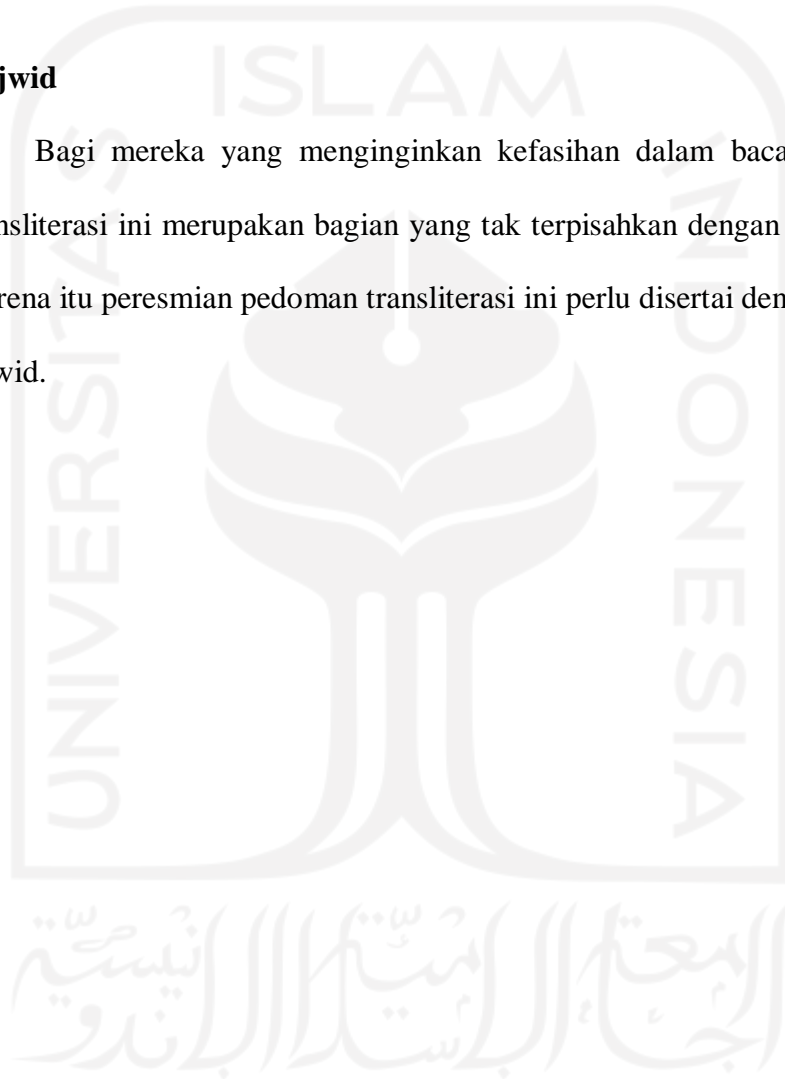 jwid
Bagi mereka yang menginginkan kefasihan dalam baca
nsliterasi ini merupakan bagian yang tak terpisahkan dengan
rena itu peresmian pedoman transliterasi ini perlu disertai den
wid.
UNIVERSITAS
ISLAM
INDONESIA